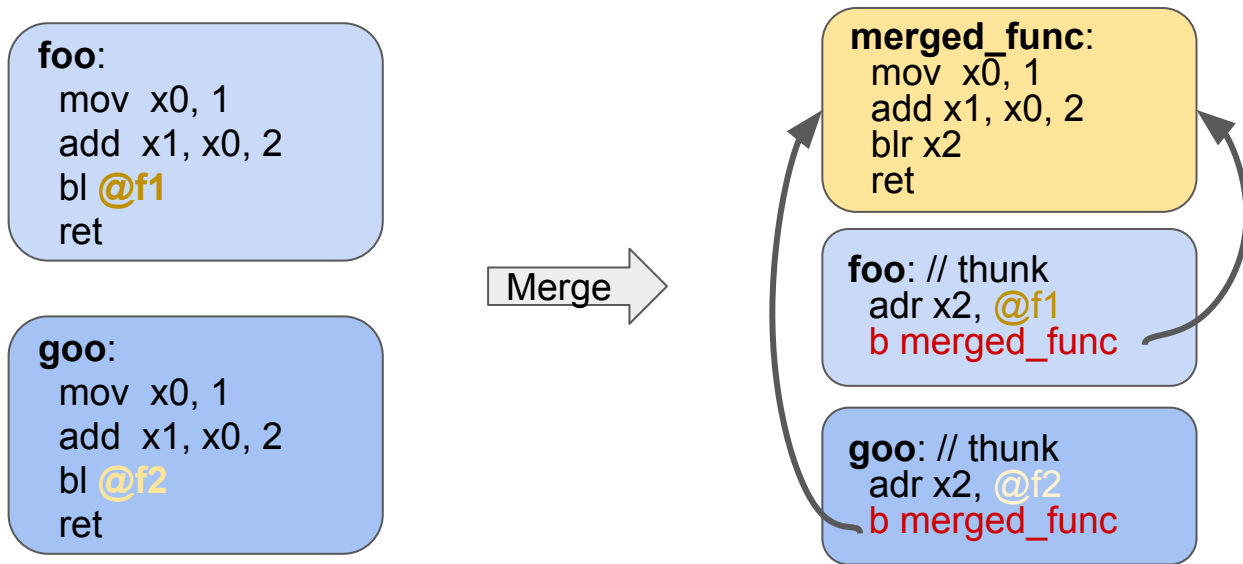 foo:
mov x0, 1
add x1, x0, 2
bl @f1
ret
goo:
mov x0, 1
add x1, x0, 2
bl @f2
ret
Merge
merged_func:
mov x0, 1
add x1, x0, 2
blr x2
ret
foo: // thunk
adr x2, @f1
b merged_func
goo: // thunk
adr x2, @f2
b merged_func